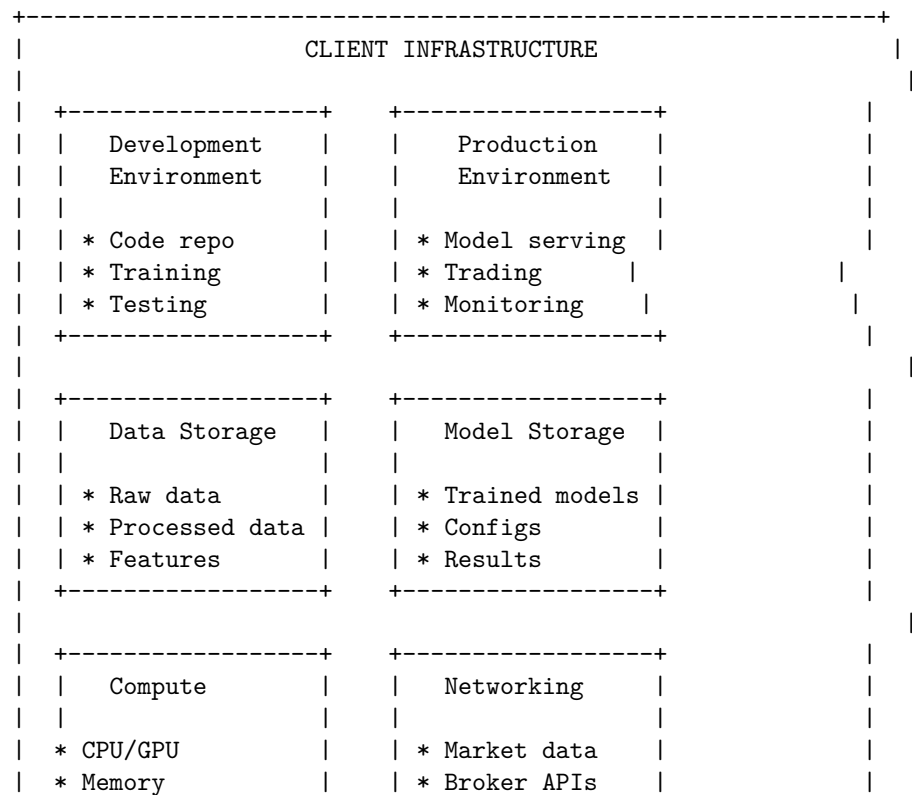 +-------------------------------------------------------------+
|                    CLIENT INFRASTRUCTURE                     |
|                                                               |
|  +------------------+    +------------------+              |
|  |   Development    |    |    Production    |              |
|  |   Environment    |    |    Environment   |              |
|  |                  |    |                  |              |
|  | * Code repo      |    | * Model serving  |              |
|  | * Training       |    | * Trading      |              |
|  | * Testing        |    | * Monitoring    |              |
|  +------------------+    +------------------+              |
|                                                               |
|  +------------------+    +------------------+              |
|  |   Data Storage   |    |   Model Storage  |              |
|  |                  |    |                  |              |
|  | * Raw data       |    | * Trained models |              |
|  | * Processed data |    | * Configs        |              |
|  | * Features       |    | * Results        |              |
|  +------------------+    +------------------+              |
|                                                               |
|  +------------------+    +------------------+              |
|  |   Compute        |    |   Networking     |              |
|  |                  |    |                  |              |
|  * CPU/GPU          |    | * Market data    |              |
|  * Memory           |    | * Broker APIs    |              |